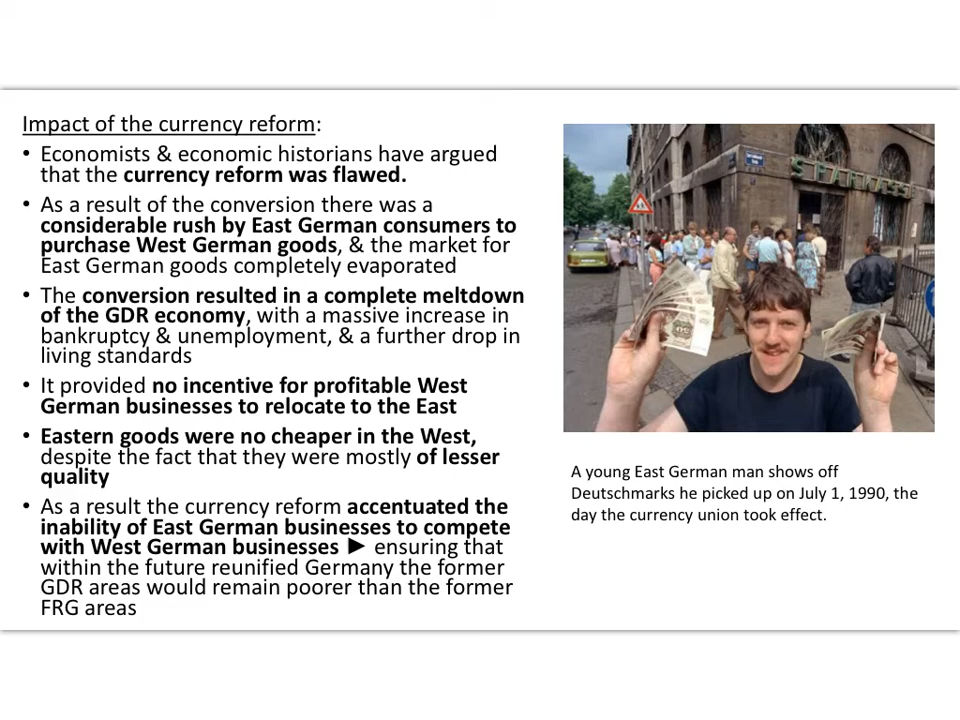 Impact of the currency reform:
• Economists & economic historians have argued
that the currency reform was flawed.
• As a result of the conversion there was a
considerable rush by East German consumers to
purchase West German goods, & the market for
East German goods completely evaporated
• The conversion resulted in a complete meltdown
of the GDR economy, with a massive increase in
bankruptcy & unemployment, & a further drop in
living standards
• It provided no incentive for profitable West
German businesses to relocate to the East
• Eastern goods were no cheaper in the West,
despite the fact that they were mostly of lesser
quality
• As a result the currency reform accentuated the
inability of East German businesses to compete
with West German businesses ► ensuring that
within the future reunified Germany the former
GDR areas would remain poorer than the former
FRG areas
SPARKASSE
A young East German man shows off
Deutschmarks he picked up on July 1, 1990, the
day the currency union took effect.